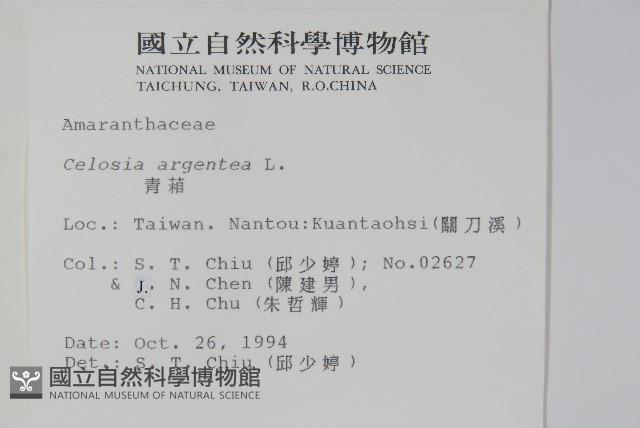 國立自然科學博物館
NATIONAL MUSEUM OF NATURAL SCIENCE
TAICHUNG, TAIWAN, R.O.CHINA
Amaranthaceae
Celosia argentea L.
青葙
Loc.: Taiwan. Nantou:Kuantaohsi(關刀溪)
Col.: S. T. Chiu (邱少婷); No.02627
& J. N. Chen (陳建男),
C. H. Chu (朱哲輝)
Date: Oct. 26, 1994
Det.: S. T. Chiu (邱少婷)
國立自然科學博物館
NATIONAL MUSEUM OF NATURAL SCIENCE